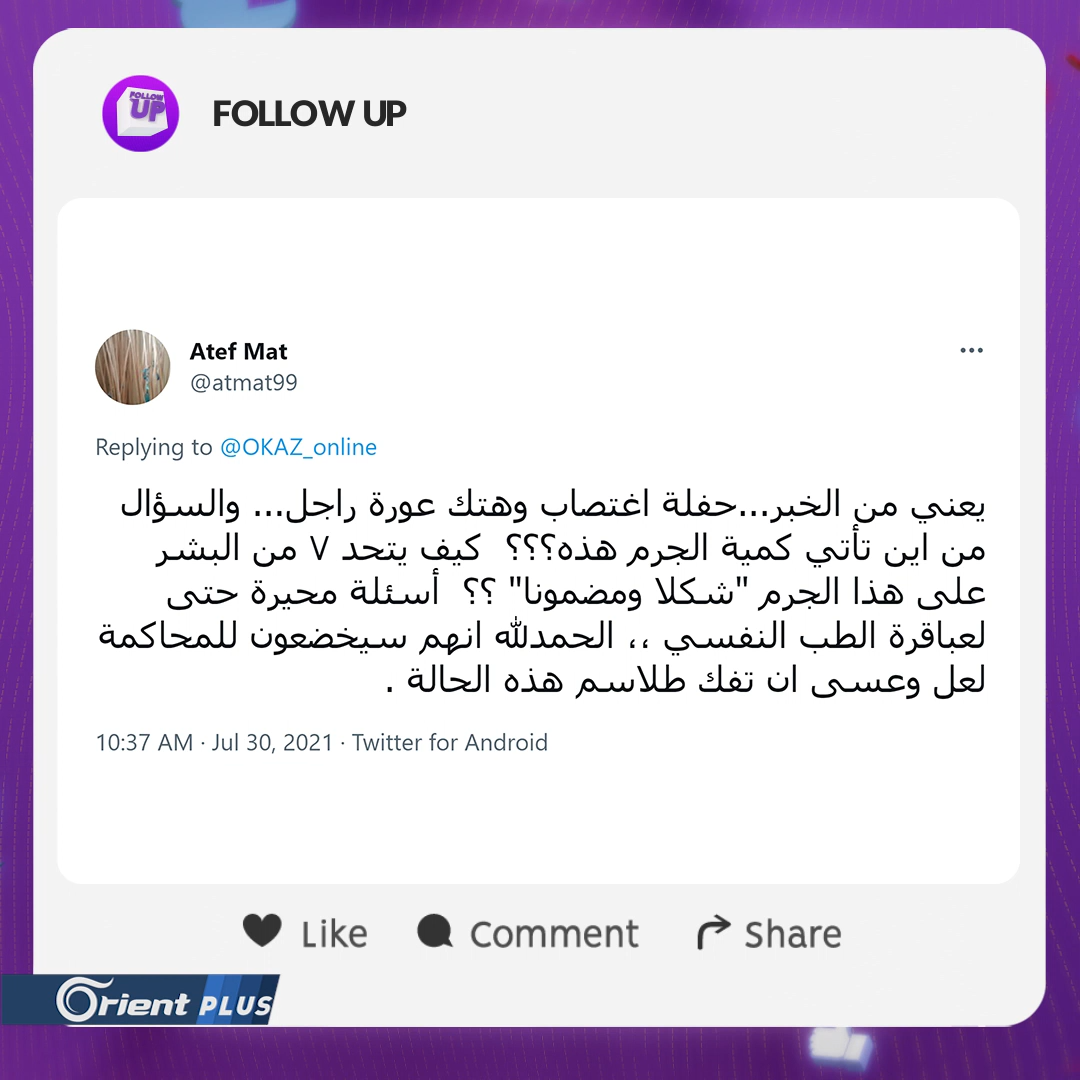 FOLLOW UP
FOLLOW UP
Atef Mat
@atmat99
Replying to @OKAZ_online
يعني من الخبر...حفلة اغتصاب وهتك عورة راجل... والسؤال
من اين تأتي كمية الجرم هذه؟؟؟ كيف يتحد ٧ من البشر
على هذا الجرم "شكلا ومضمونا" ؟؟ أسئلة محيرة حتى
لعباقرة الطب النفسي ،، الحمدلله انهم سيخضعون للمحاكمة
لعل وعسى ان تفك طلاسم هذه الحالة .
10:37 AM · Jul 30, 2021 · Twitter for Android
Like Comment Share
Orient PLUS